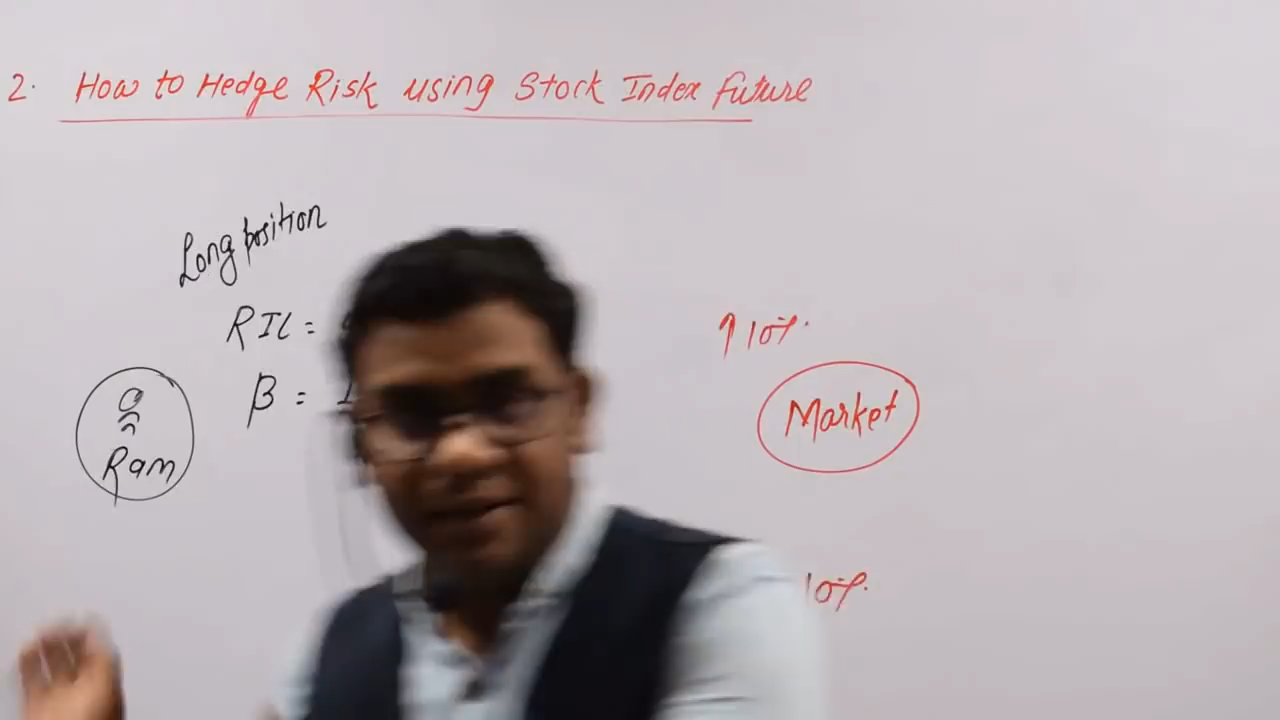 2. How to Hedge Risk using Stock Index Future
Long position
RIL =
↑ 10%.
β =
Market
Ram
10%.